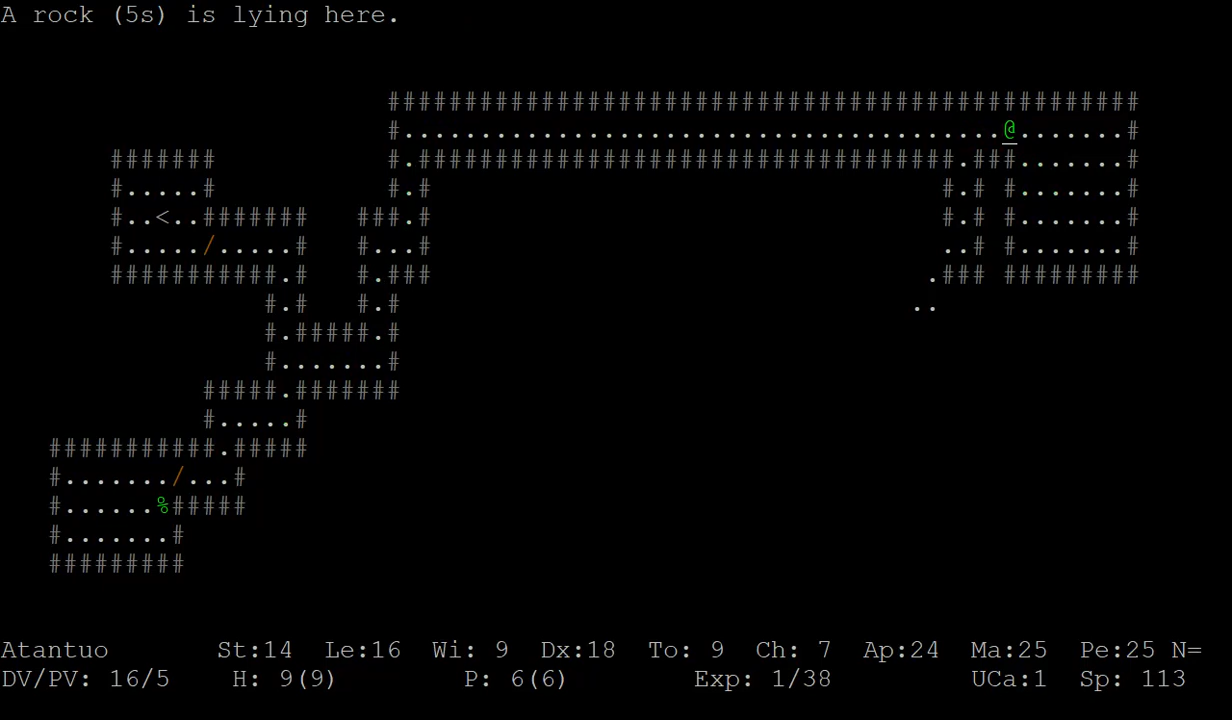 A rock (5s) is lying here.
################################################
#.......................................@.......#
####### #.###################################.###.......#
#.....# #.# #.# #.......#
#..<..####### ###.# #.# #.......#
#...../.....# #...# ..# #.......#
############.# #.### .### #########
#.# #.# ..
#.#####.#
#.......#
#####.#######
#.....#
###########.#####
#......./...#
#......%#####
#.......#
#########
Atantuo St:14 Le:16 Wi: 9 Dx:18 To: 9 Ch: 7 Ap:24 Ma:25 Pe:25 N=
DV/PV: 16/5 H: 9(9) P: 6(6) Exp: 1/38 UCa:1 Sp: 113